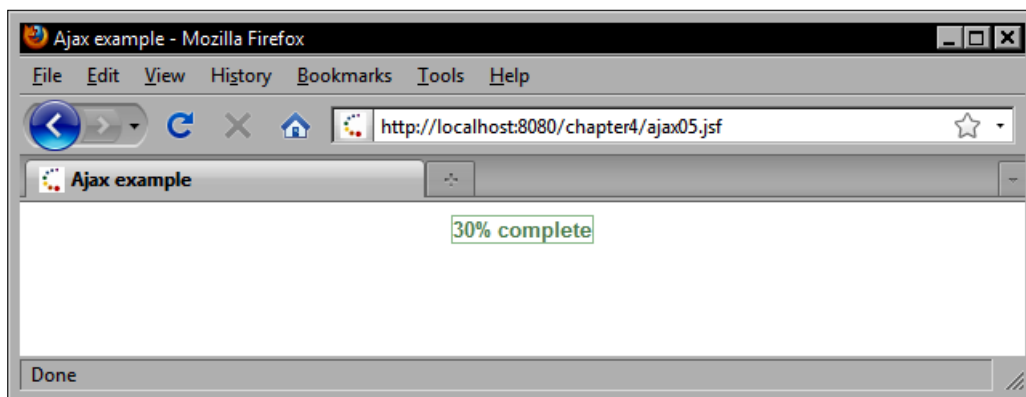 Ajax example - Mozilla Firefox
File Edit View History Bookmarks Tools Help
http://localhost:8080/chapter4/ajax05.jsf
Ajax example
30% complete
Done